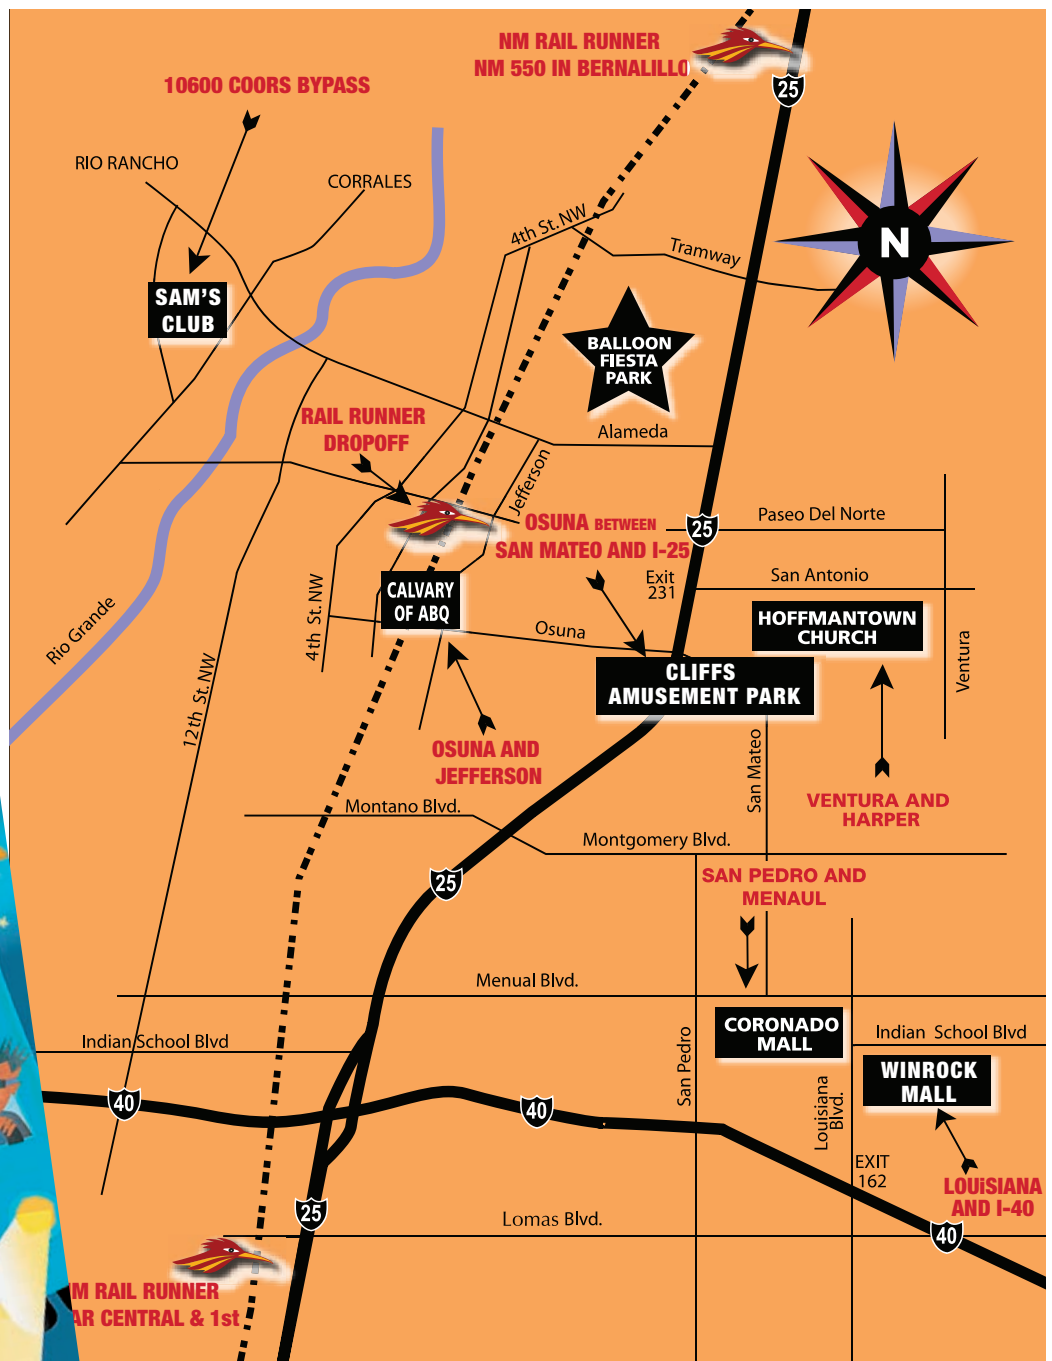 NM RAIL RUNNER
NM 550 IN BERNALILLO
25
10600 COORS BYPASS
RIO RANCHO
CORRALES
4th St. NW
Tramway
N
SAM'S
CLUB
BALLOON
FIESTA
PARK
RAIL RUNNER
DROPOFF
Alameda
Jefferson
OSUNA BETWEEN
SAN MATEO AND I-25
25
Paseo Del Norte
Exit
231
San Antonio
CALVARY
OF ABQ
4th St. NW
Rio Grande
Osuna
HOFFMANTOWN
CHURCH
Ventura
CLIFFS
AMUSEMENT PARK
12th St. NW
OSUNA AND
JEFFERSON
San Mateo
VENTURA AND
HARPER
Montano Blvd.
Montgomery Blvd.
25
SAN PEDRO AND
MENAUL
Menual Blvd.
Indian School Blvd
San Pedro
CORONADO
MALL
Indian School Blvd
WINROCK
MALL
40
40
Louisiana
Blvd.
EXIT
162
LOUiSIANA
AND I-40
25
Lomas Blvd.
40
M RAIL RUNNER
AR CENTRAL & 1st